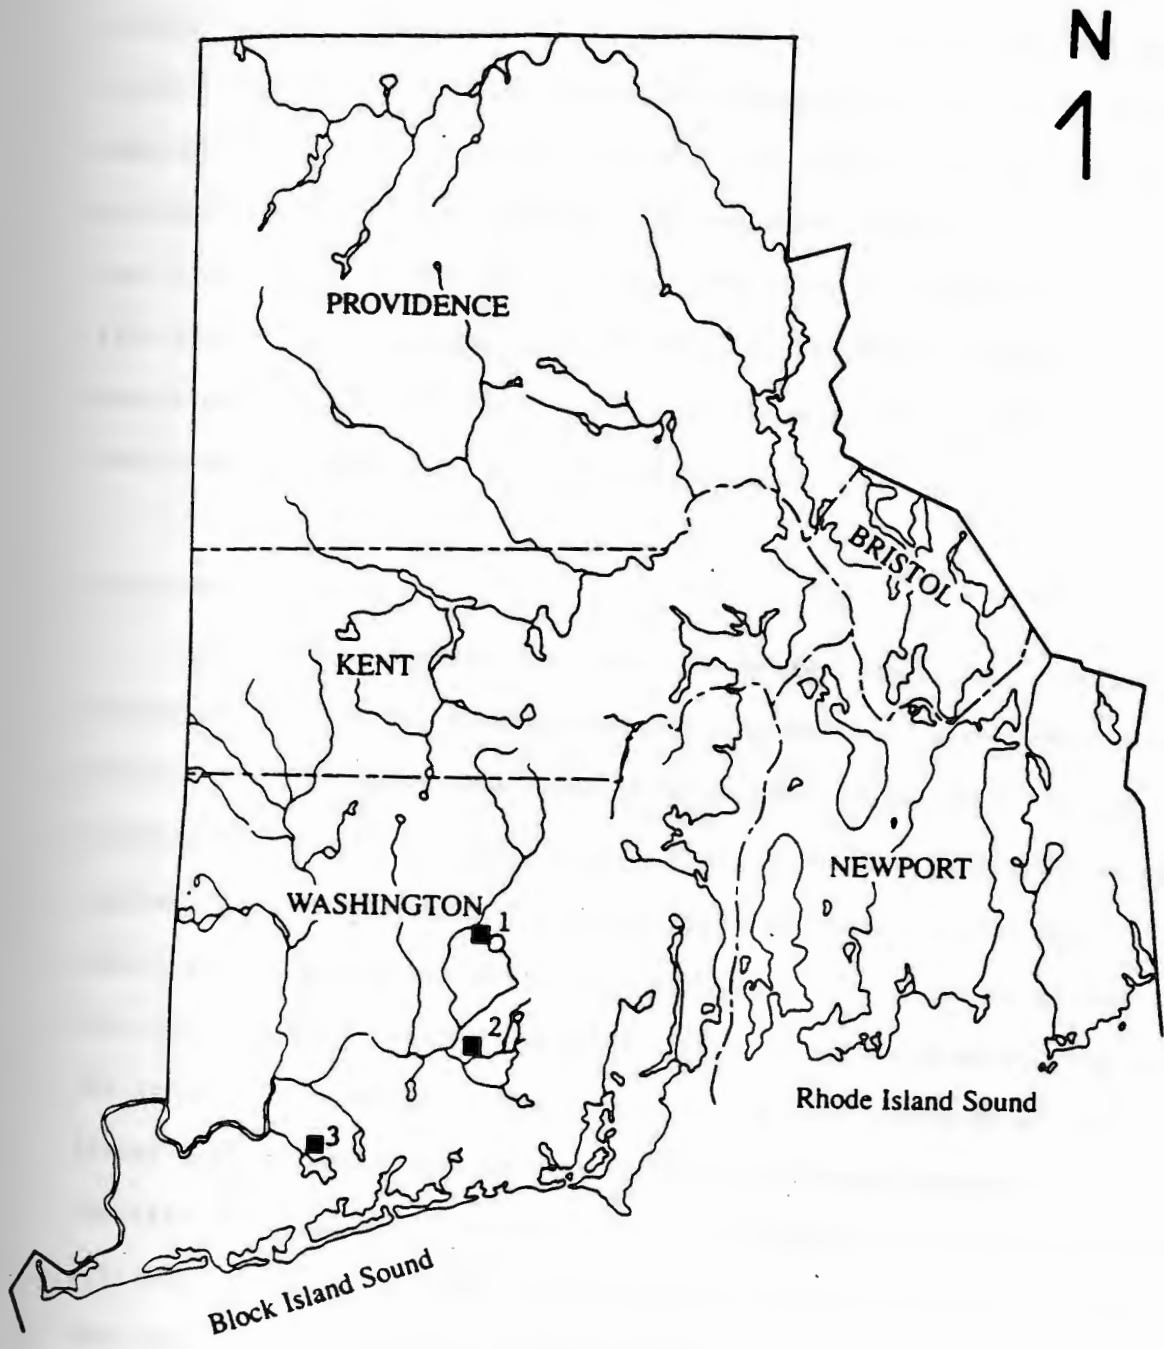 N
PROVIDENCE
BRISTOL
KENT
NEWPORT
WASHINGTON
1
2
Rhode Island Sound
3
Block Island Sound